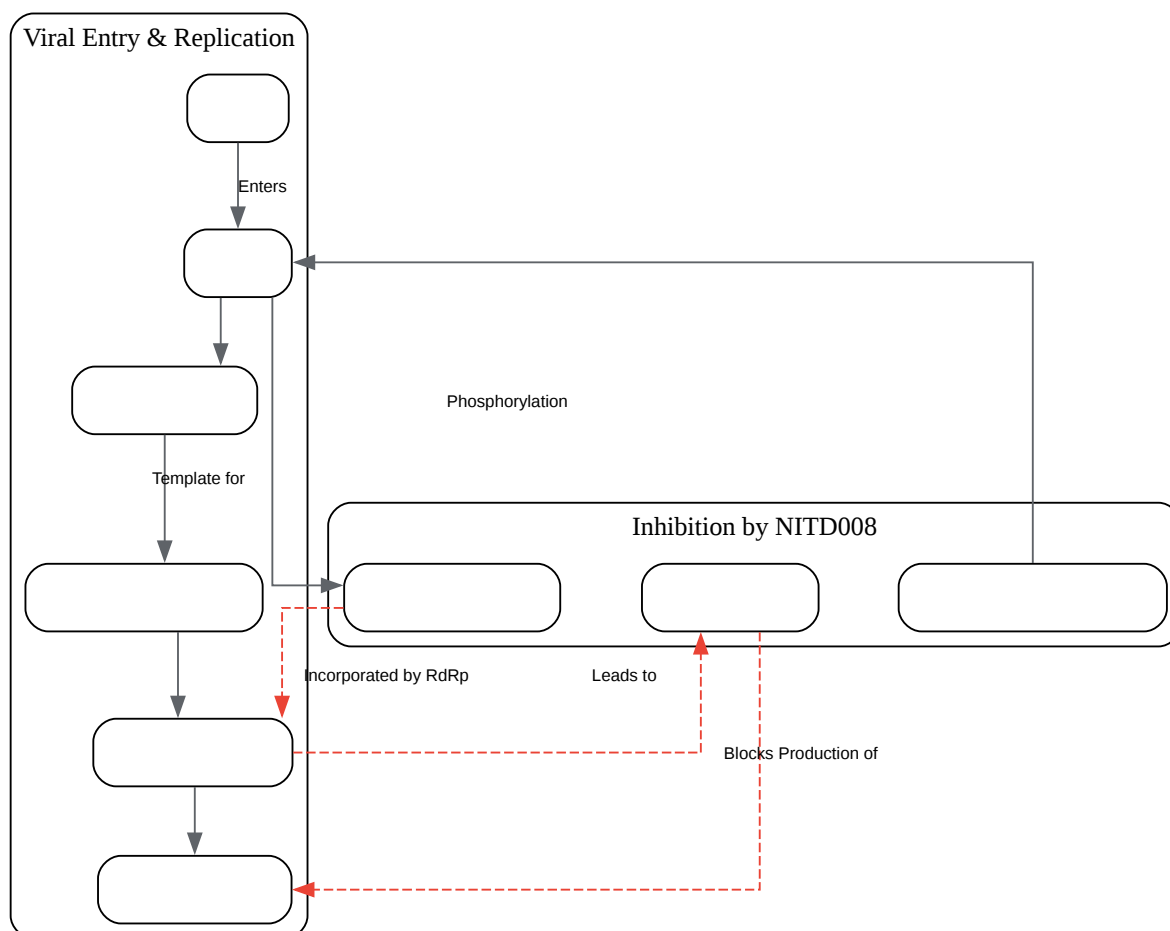 Viral Entry & Replication
Enters
Phosphorylation
Template for
Inhibition by NITD008
Incorporated by RdRp
Leads to
Blocks Production of